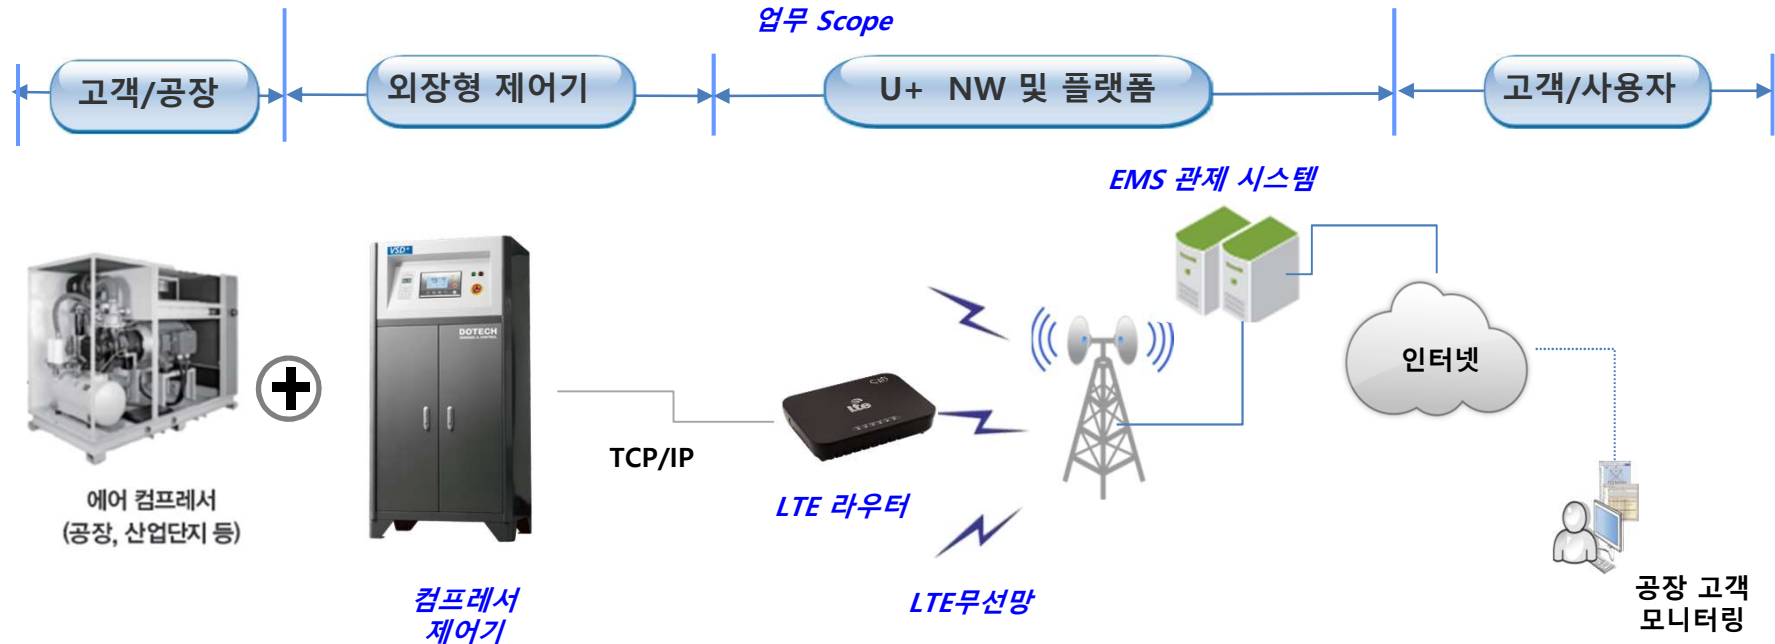 업무 Scope
고객/공장
외장형 제어기
U+ NW 및 플랫폼
고객/사용자
EMS 관제 시스템
VSD+
DOTECH
인터넷
Lte
TCP/IP
에어 컴프레서
(공장, 산업단지 등)
LTE 라우터
컴프레서
제어기
LTE무선망
공장 고객
모니터링